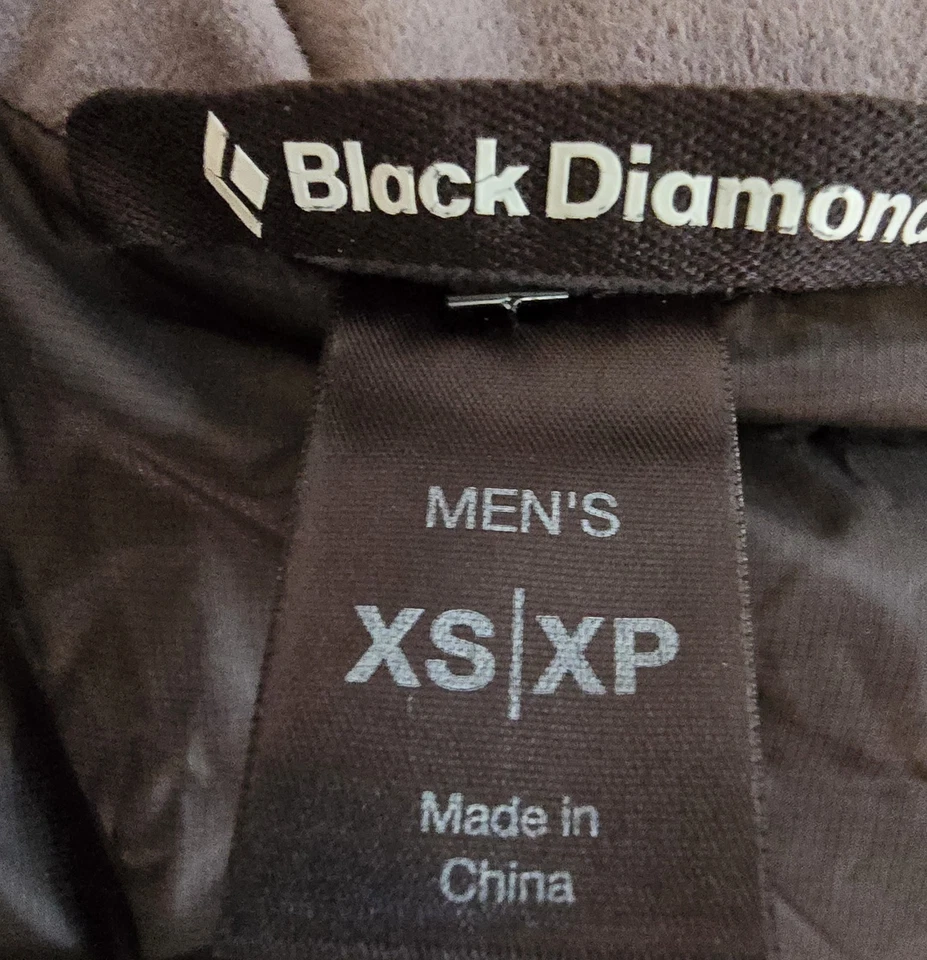 Black Diamond
MEN'S
XS|XP
Made in
China